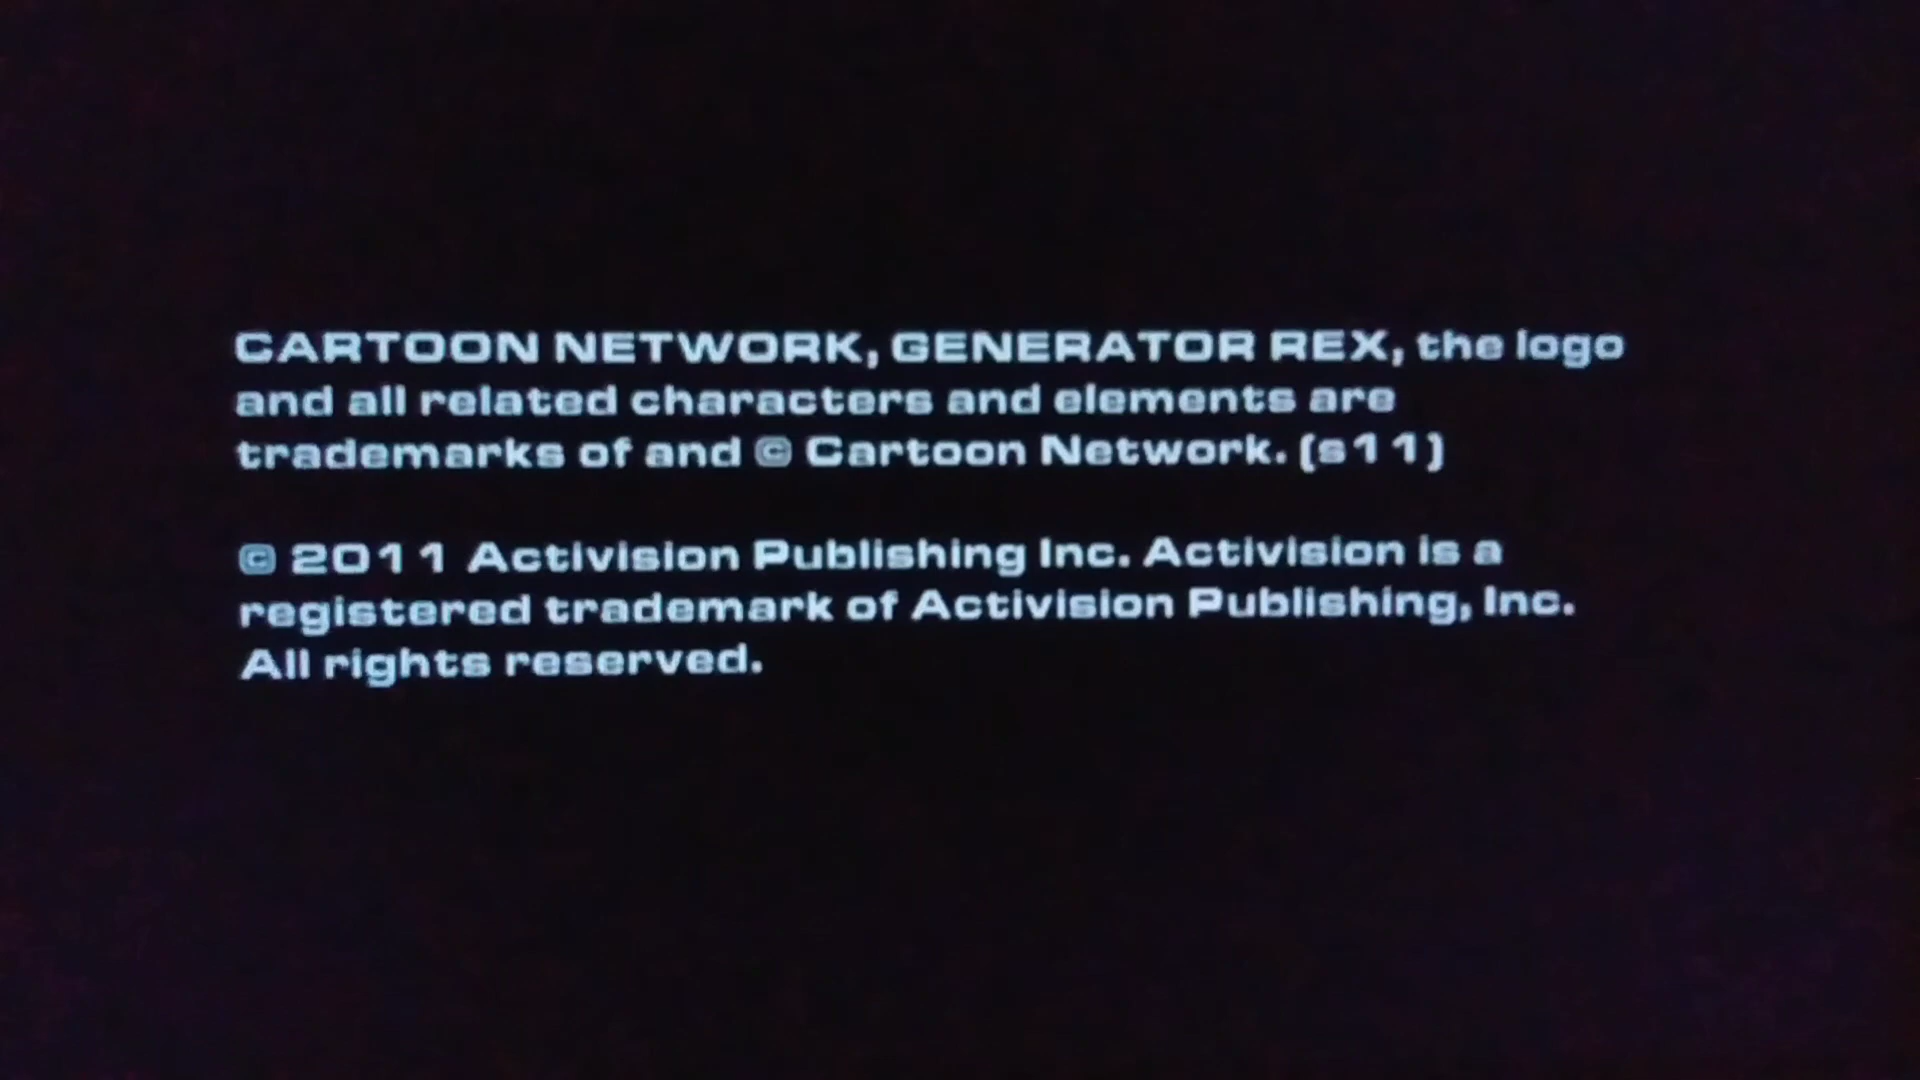 CARTOON NETWORK, GENERATOR REX, the logo
and all related characters and elements are
trademarks of and © Cartoon Network. (s11)
© 2011 Activision Publishing Inc. Activision is a
registered trademark of Activision Publishing, Inc.
All rights reserved.